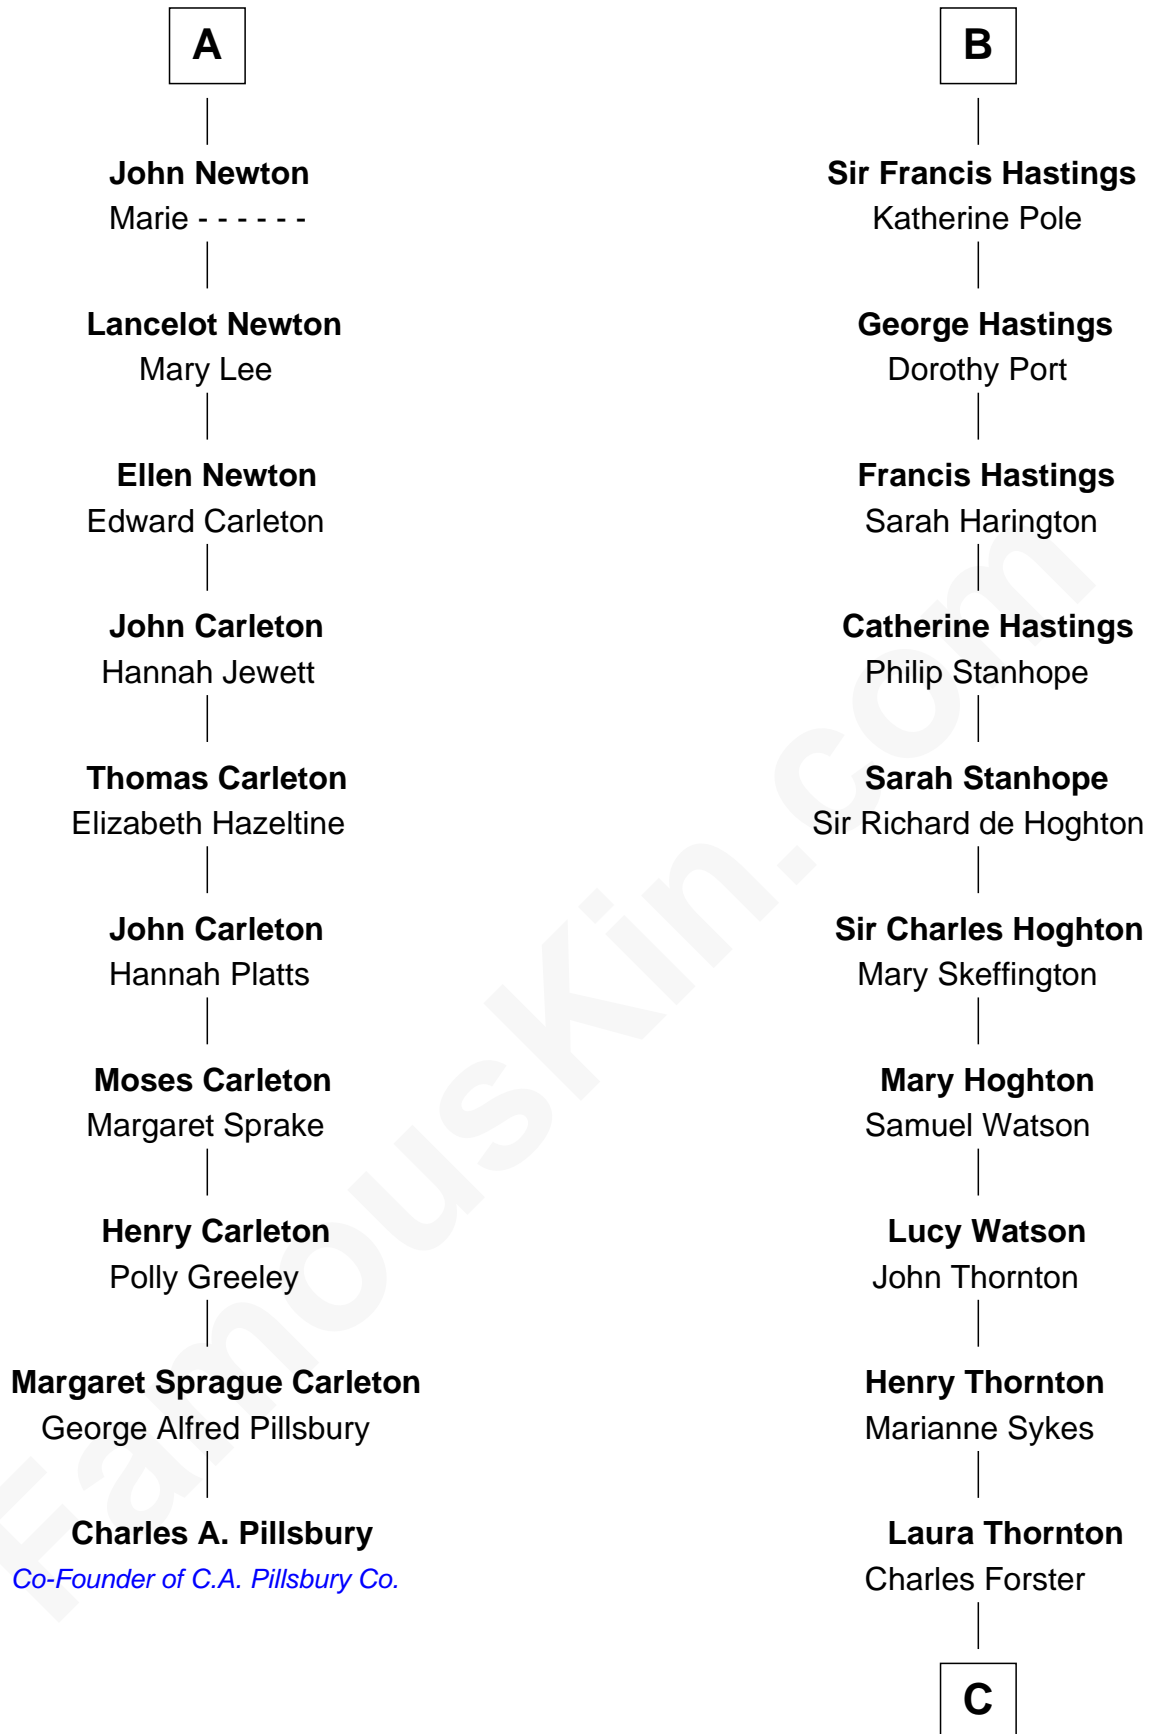 A
John Newton
Marie - - - - - -
Lancelot Newton
Mary Lee
Ellen Newton
Edward Carleton
John Carleton
Hannah Jewett
Thomas Carleton
Elizabeth Hazeltine
John Carleton
Hannah Platts
Moses Carleton
Margaret Sprake
Henry Carleton
Polly Greeley
Margaret Sprague Carleton
George Alfred Pillsbury
Charles A. Pillsbury
Co-Founder of C.A. Pillsbury Co.
B
Sir Francis Hastings
Katherine Pole
George Hastings
Dorothy Port
Francis Hastings
Sarah Harington
Catherine Hastings
Philip Stanhope
Sarah Stanhope
Sir Richard de Hoghton
Sir Charles Hoghton
Mary Skeffington
Mary Hoghton
Samuel Watson
Lucy Watson
John Thornton
Henry Thornton
Marianne Sykes
Laura Thornton
Charles Forster
C
FamousKin.com